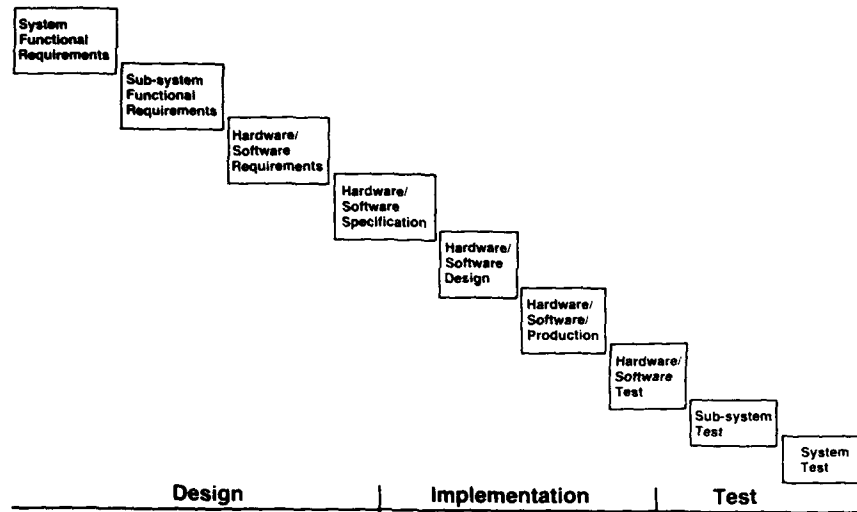 System
Functional
Requirements
Sub-system
Functional
Requirements
Hardware/
Software
Requirements
Hardware/
Software
Specification
Hardware/
Software
Design
Hardware/
Software/
Production
Hardware/
Software
Test
Sub-system
Test
System
Test
Design
Implementation
Test